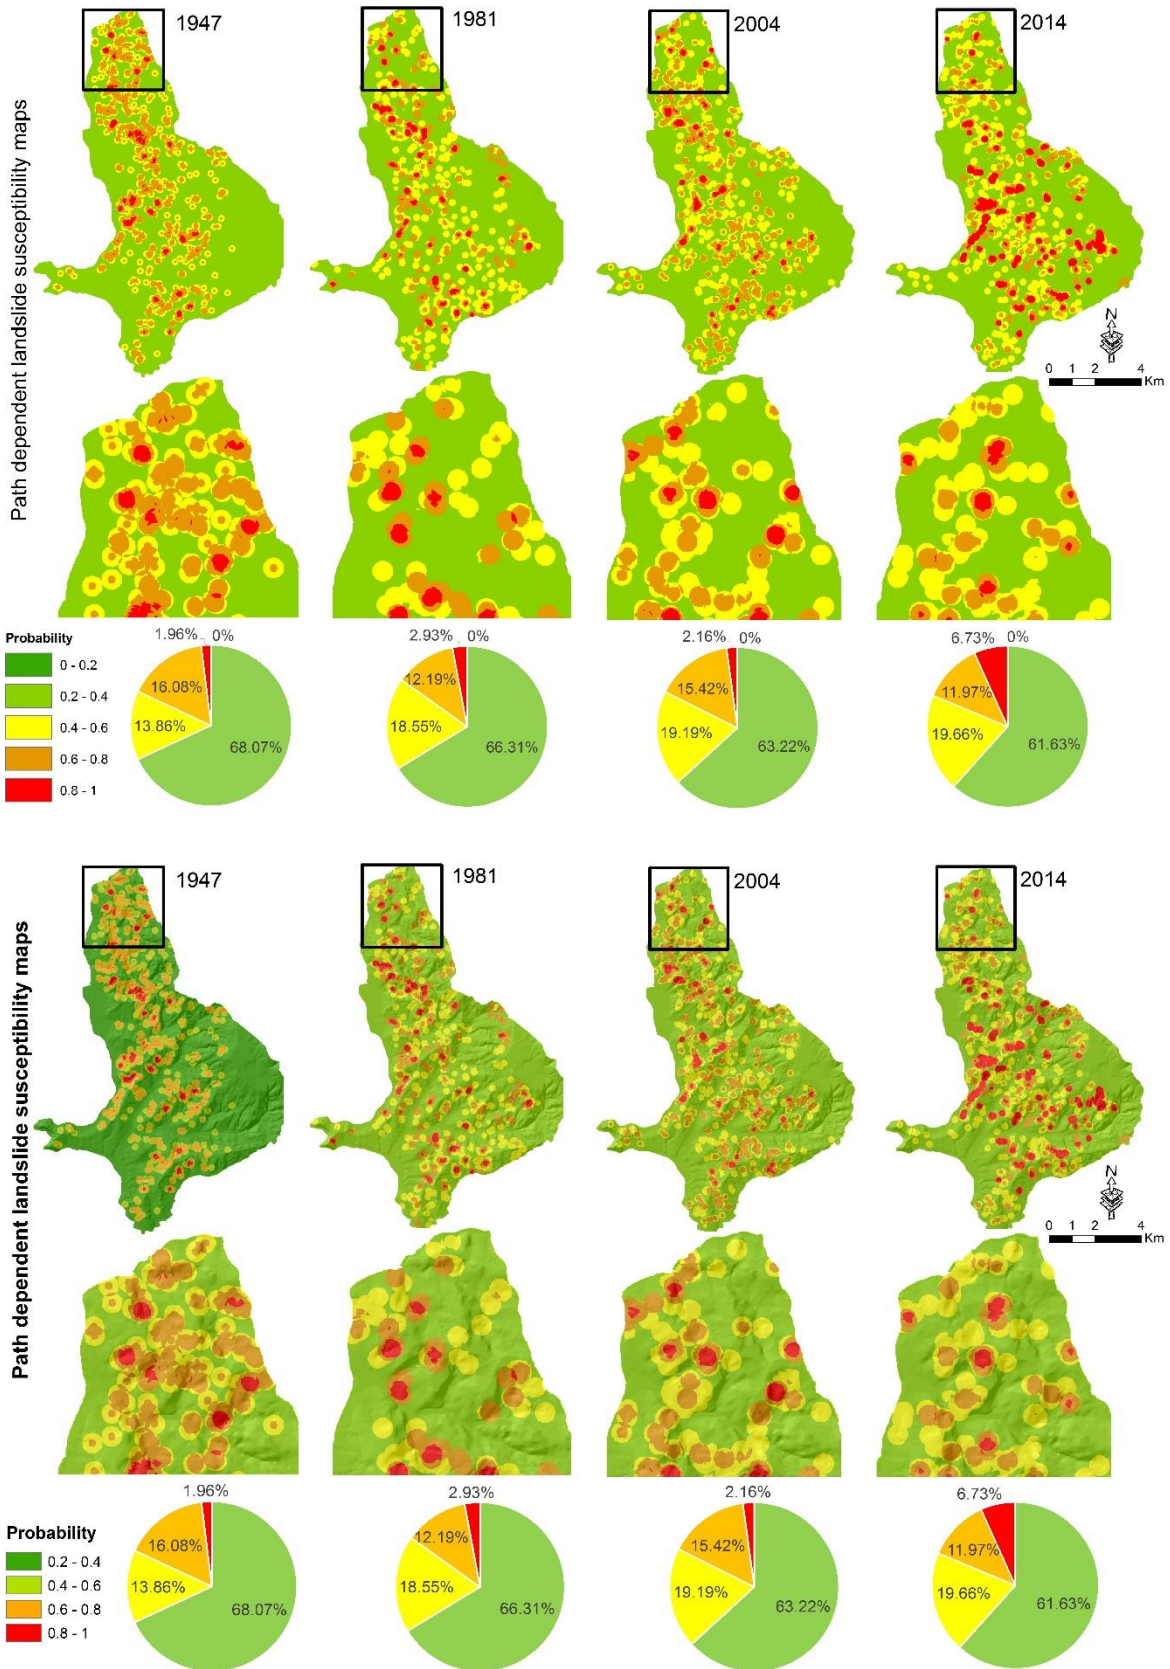 1947
1981
2004
2014
Path dependent landslide susceptibility maps
N
0 1 2 4
Km
Probability
0 - 0.2
0.2 - 0.4
0.4 - 0.6
0.6 - 0.8
0.8 - 1
1.96% 0%
16.08%
13.86%
68.07%
2.93% 0%
12.19%
18.55%
66.31%
2.16% 0%
15.42%
19.19%
63.22%
6.73% 0%
11.97%
19.66%
61.63%
1947
1981
2004
2014
Path dependent landslide susceptibility maps
N
0 1 2 4
Km
Probability
0.2 - 0.4
0.4 - 0.6
0.6 - 0.8
0.8 - 1
1.96%
16.08%
13.86%
68.07%
2.93%
12.19%
18.55%
66.31%
2.16%
15.42%
19.19%
63.22%
6.73%
11.97%
19.66%
61.63%